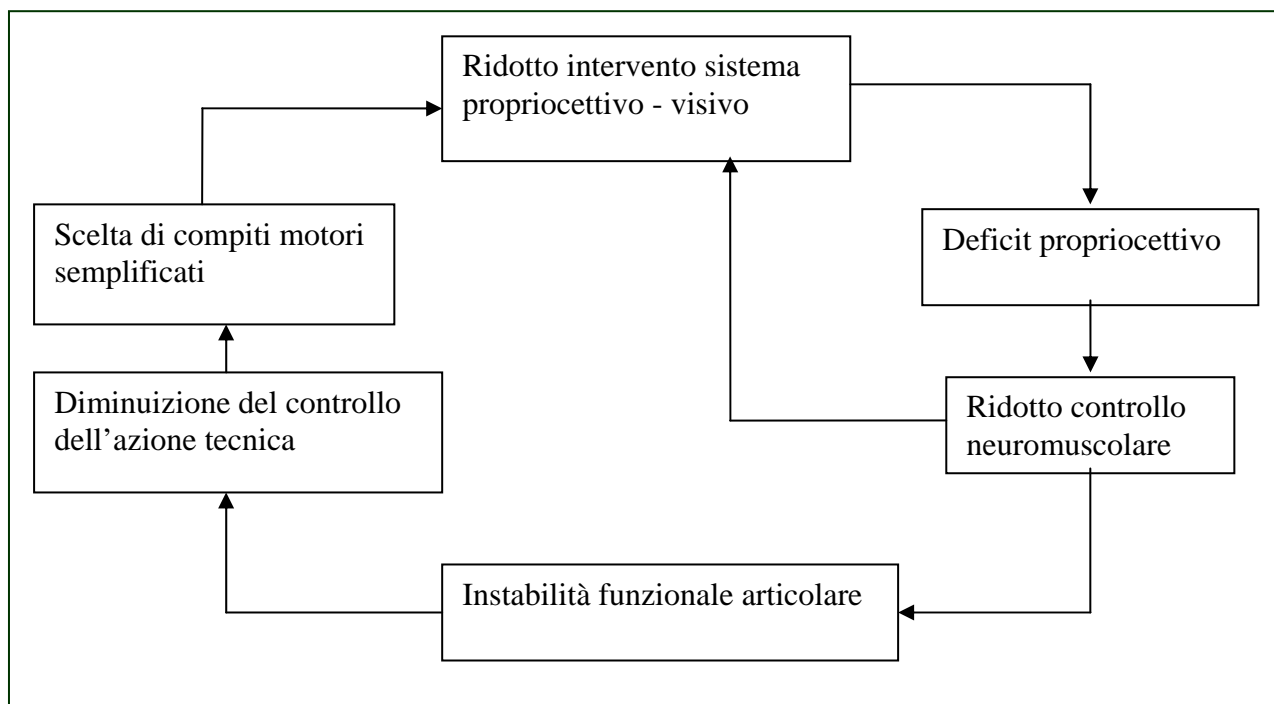 Ridotto intervento sistema
propriocettivo - visivo
Scelta di compiti motori
semplificati
Deficit propriocettivo
Diminuizione del controllo
dell’azione tecnica
Ridotto controllo
neuromuscolare
Instabilità funzionale articolare